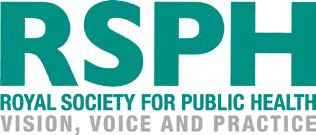 RSPH
ROYAL SOCIETY FOR PUBLIC HEALTH
VISION, VOICE AND PRACTICE